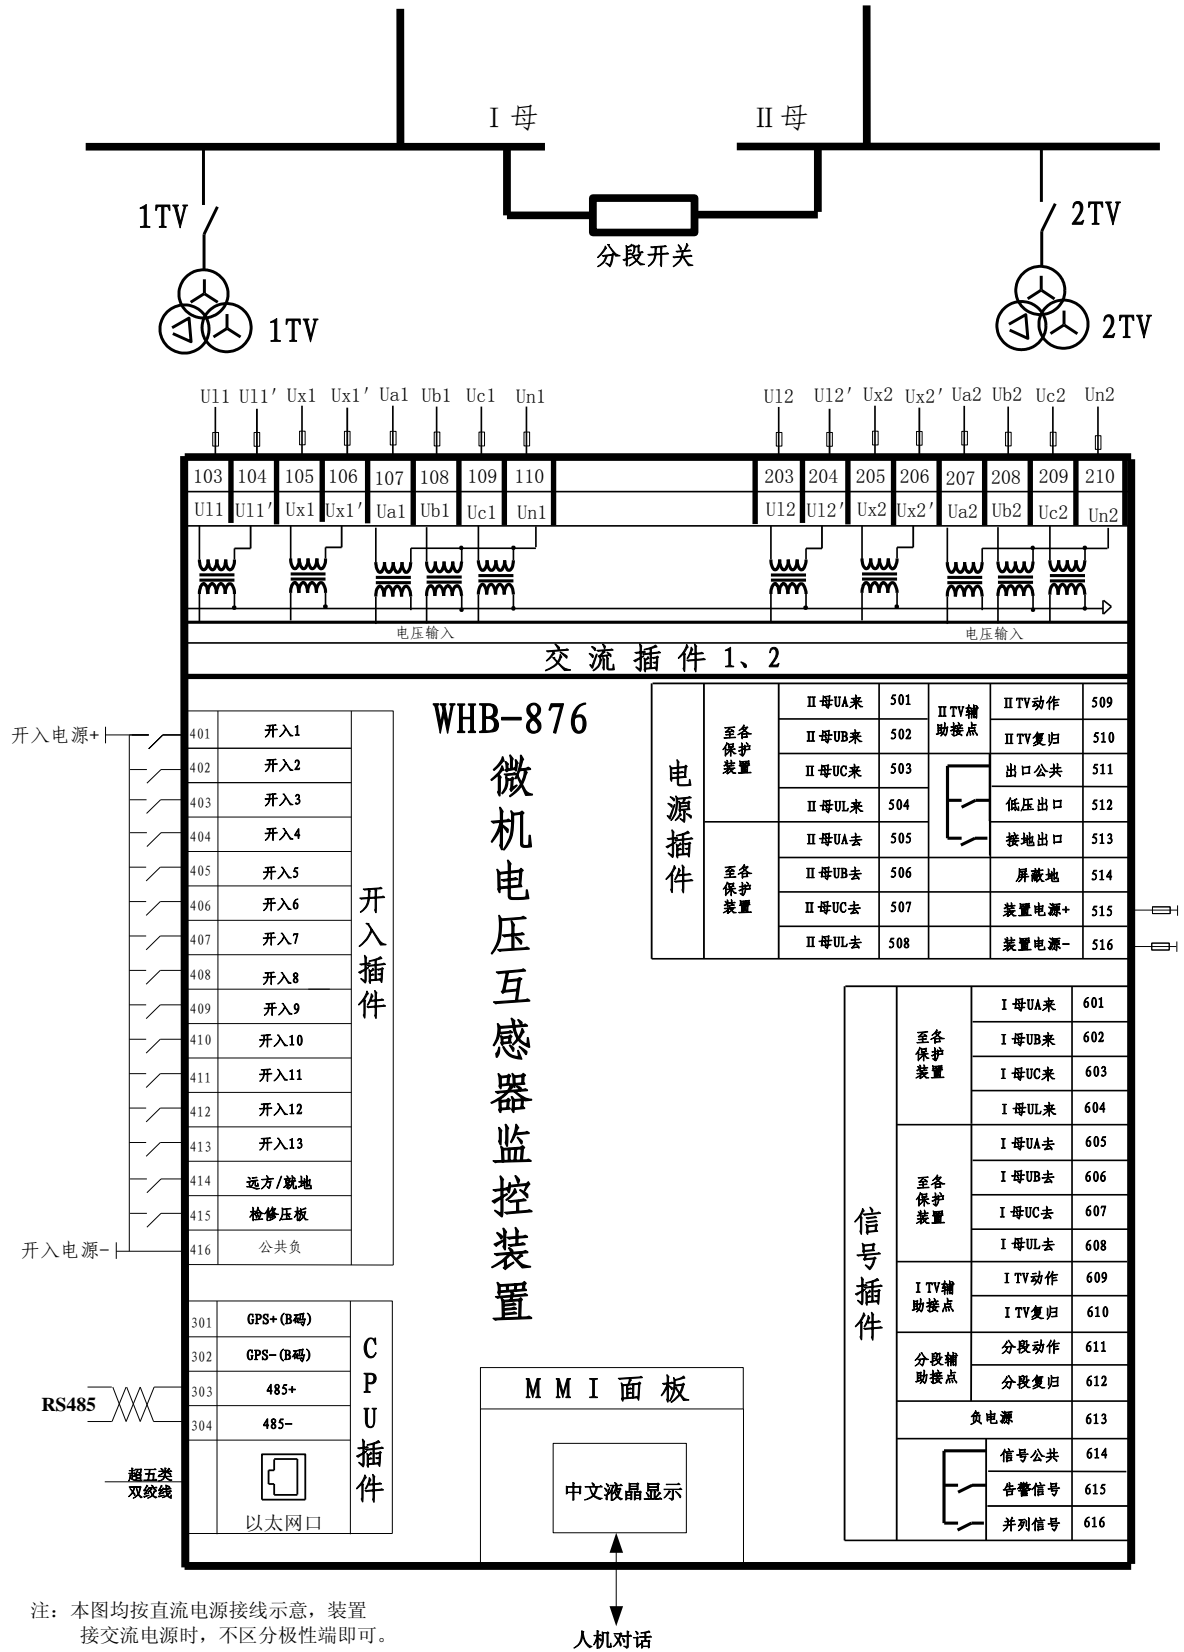 I 母
II 母
1TV
2TV
分段开关
1TV
2TV
Ul1 Ul1′ Ux1 Ux1′ Ua1 Ub1 Uc1 Un1
Ul2 Ul2′ Ux2 Ux2′ Ua2 Ub2 Uc2 Un2
103 104 105 106 107 108 109 110
203 204 205 206 207 208 209 210
Ul1 Ul1′ Ux1 Ux1′ Ua1 Ub1 Uc1 Un1
Ul2 Ul2′ Ux2 Ux2′ Ua2 Ub2 Uc2 Un2
电压输入
电压输入
交流插件1、2
WHB-876
微机电压互感器监控装置
开入电源+
401 开入1
402 开入2
403 开入3
404 开入4
405 开入5
406 开入6
407 开入7
408 开入8
409 开入9
410 开入10
411 开入11
412 开入12
413 开入13
414 远方/就地
415 检修压板
416 公共负
开入电源-
开入插件
301 GPS+(B码)
302 GPS-(B码)
303 485+
304 485-
RS485
超五类
双绞线
以太网口
CPU插件
电源插件
至各
保护
装置
II 母UA来 501
II 母UB来 502
II 母UC来 503
II 母UL来 504
至各
保护
装置
II 母UA去 505
II 母UB去 506
II 母UC去 507
II 母UL去 508
II TV辅
助接点
II TV动作 509
II TV复归 510
出口公共 511
低压出口 512
接地出口 513
屏蔽地 514
装置电源+ 515
装置电源- 516
信号插件
至各
保护
装置
I 母UA来 601
I 母UB来 602
I 母UC来 603
I 母UL来 604
至各
保护
装置
I 母UA去 605
I 母UB去 606
I 母UC去 607
I 母UL去 608
I TV辅
助接点
I TV动作 609
I TV复归 610
分段辅
助接点
分段动作 611
分段复归 612
负电源 613
信号公共 614
告警信号 615
并列信号 616
MMI面板
中文液晶显示
人机对话
注：本图均按直流电源接线示意，装置
接交流电源时，不区分极性端即可。